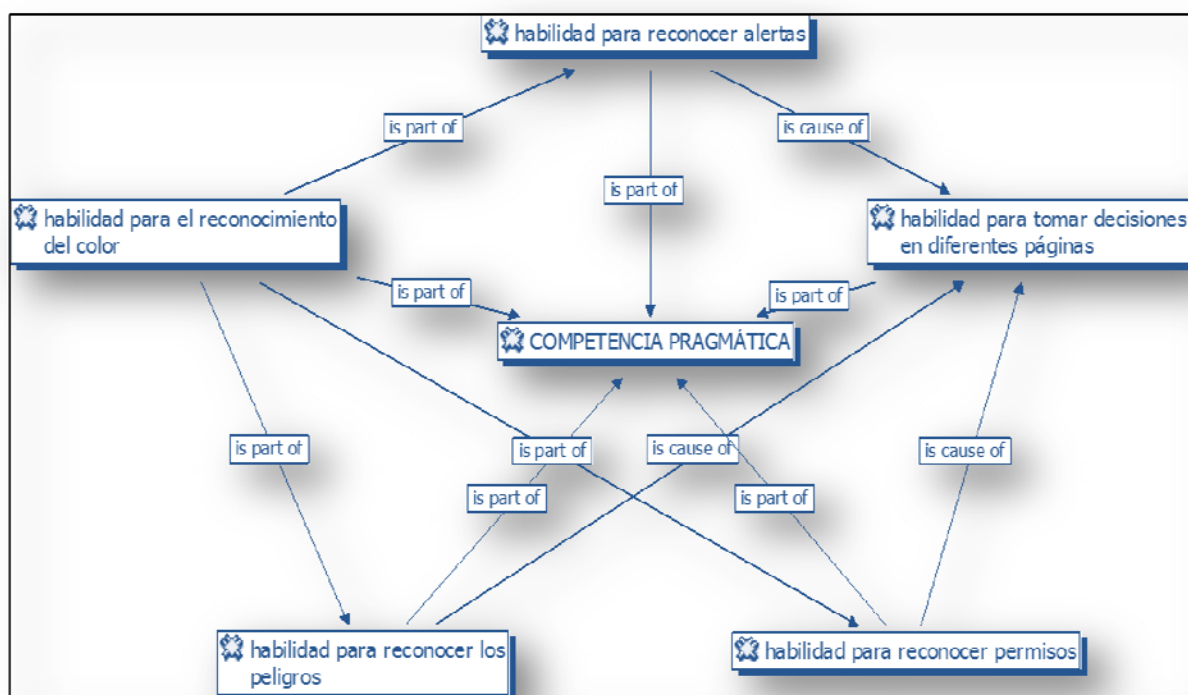 habilidad para reconocer alertas
is part of
is cause of
is part of
habilidad para el reconocimiento
del color
habilidad para tomar decisiones
en diferentes páginas
is part of
is part of
COMPETENCIA PRAGMÁTICA
is part of
is part of
is cause of
is cause of
is part of
is part of
habilidad para reconocer los
peligros
habilidad para reconocer permisos